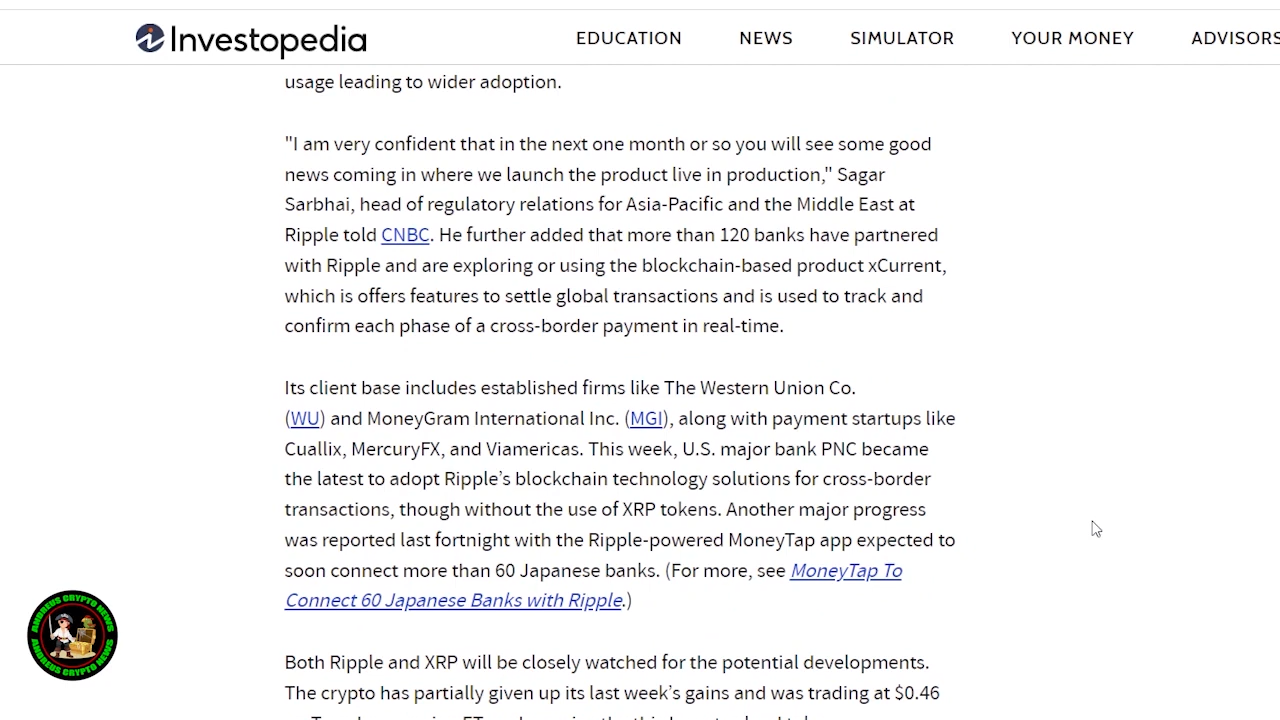 Investopedia
EDUCATION NEWS SIMULATOR YOUR MONEY ADVISORS
usage leading to wider adoption.
"I am very confident that in the next one month or so you will see some good
news coming in where we launch the product live in production," Sagar
Sarbhai, head of regulatory relations for Asia-Pacific and the Middle East at
Ripple told CNBC. He further added that more than 120 banks have partnered
with Ripple and are exploring or using the blockchain-based product xCurrent,
which is offers features to settle global transactions and is used to track and
confirm each phase of a cross-border payment in real-time.
Its client base includes established firms like The Western Union Co.
(WU) and MoneyGram International Inc. (MGI), along with payment startups like
Cuallix, MercuryFX, and Viamericas. This week, U.S. major bank PNC became
the latest to adopt Ripple’s blockchain technology solutions for cross-border
transactions, though without the use of XRP tokens. Another major progress
was reported last fortnight with the Ripple-powered MoneyTap app expected to
soon connect more than 60 Japanese banks. (For more, see MoneyTap To
Connect 60 Japanese Banks with Ripple.)
ANDREUS CRYPTO NEWS
ANDREUS CRYPTO NEWS
Both Ripple and XRP will be closely watched for the potential developments.
The crypto has partially given up its last week’s gains and was trading at $0.46